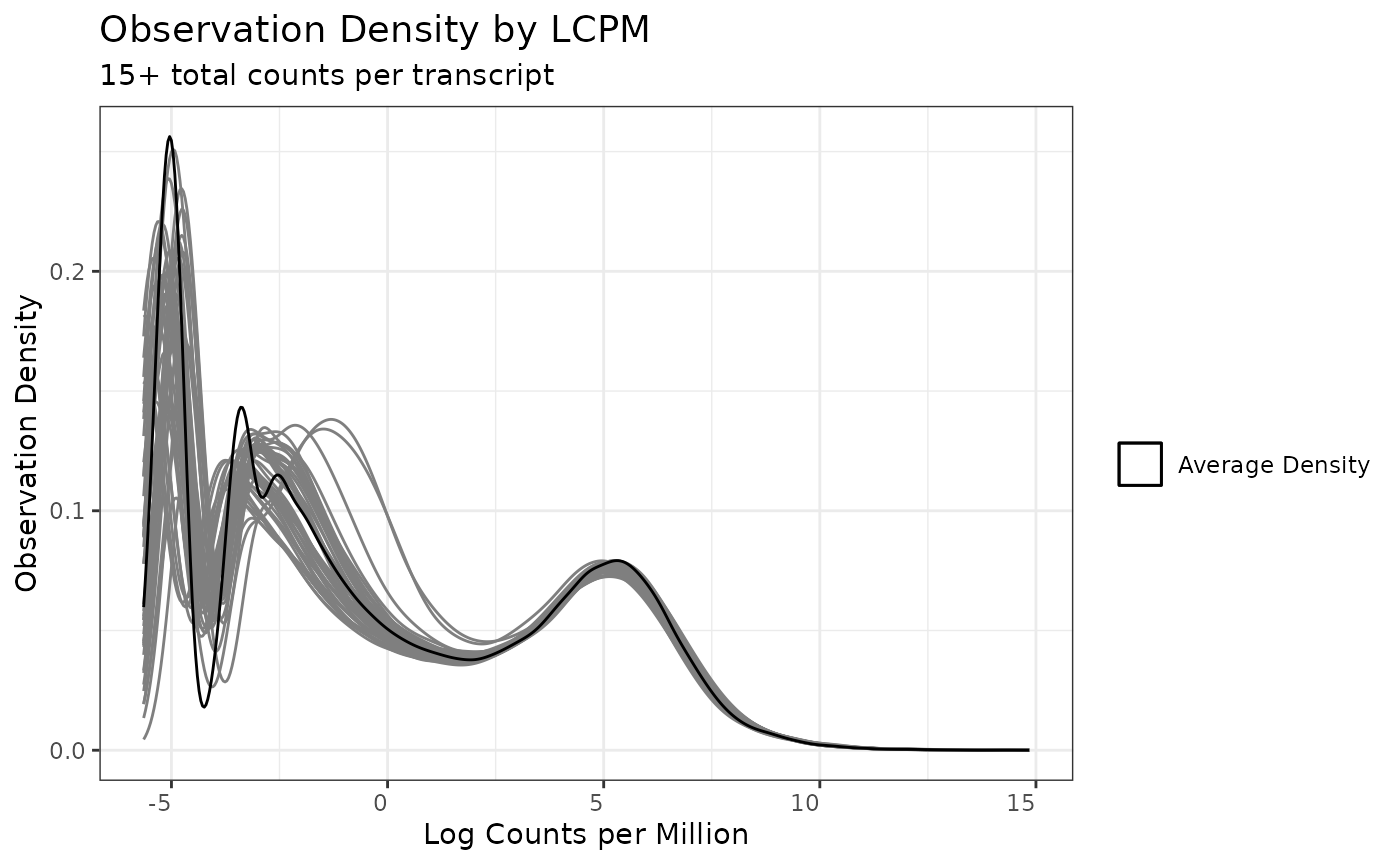 Observation Density by LCPM
15+ total counts per transcript
Observation Density
0.2
0.1
0.0
-5
0
5
10
15
Log Counts per Million
Average Density